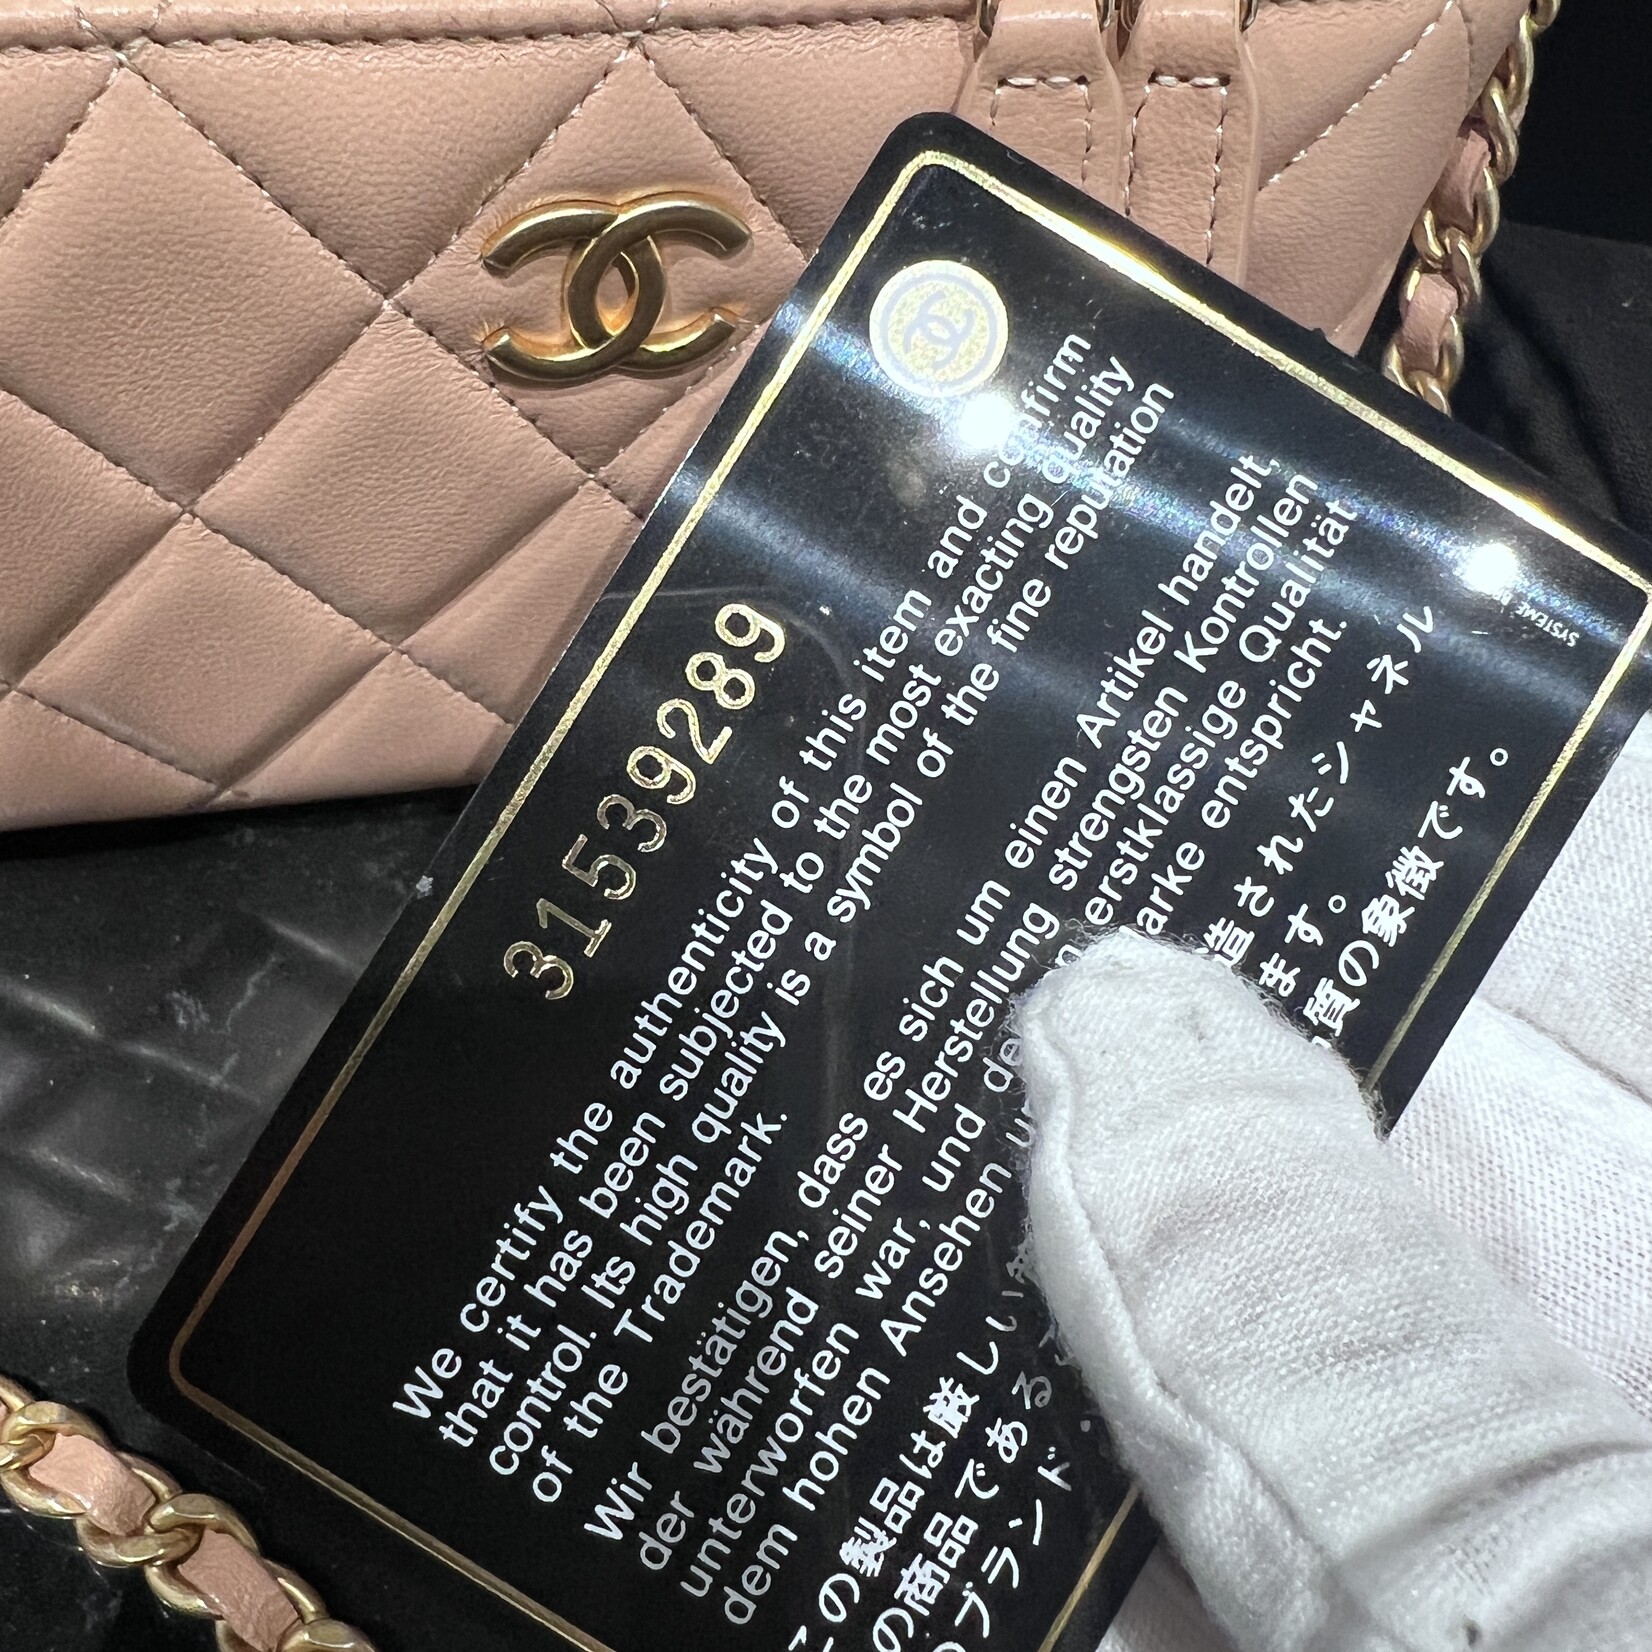 31539289
We certify the authenticity of this item and confirm
that it has been subjected to the most exacting quality
control. Its high quality is a symbol of the fine reputation
of the Trademark.
Wir bestätigen, dass es sich um einen Artikel handelt,
der während seiner Herstellung strengsten Kontrollen
unterworfen war, und de erstklassige Qualität
dem hohen Ansehen arke entspricht.
この製品は厳しい 値されたシャネル
の商品である ます。
のブランド 質の象徴です。
SYSTEME